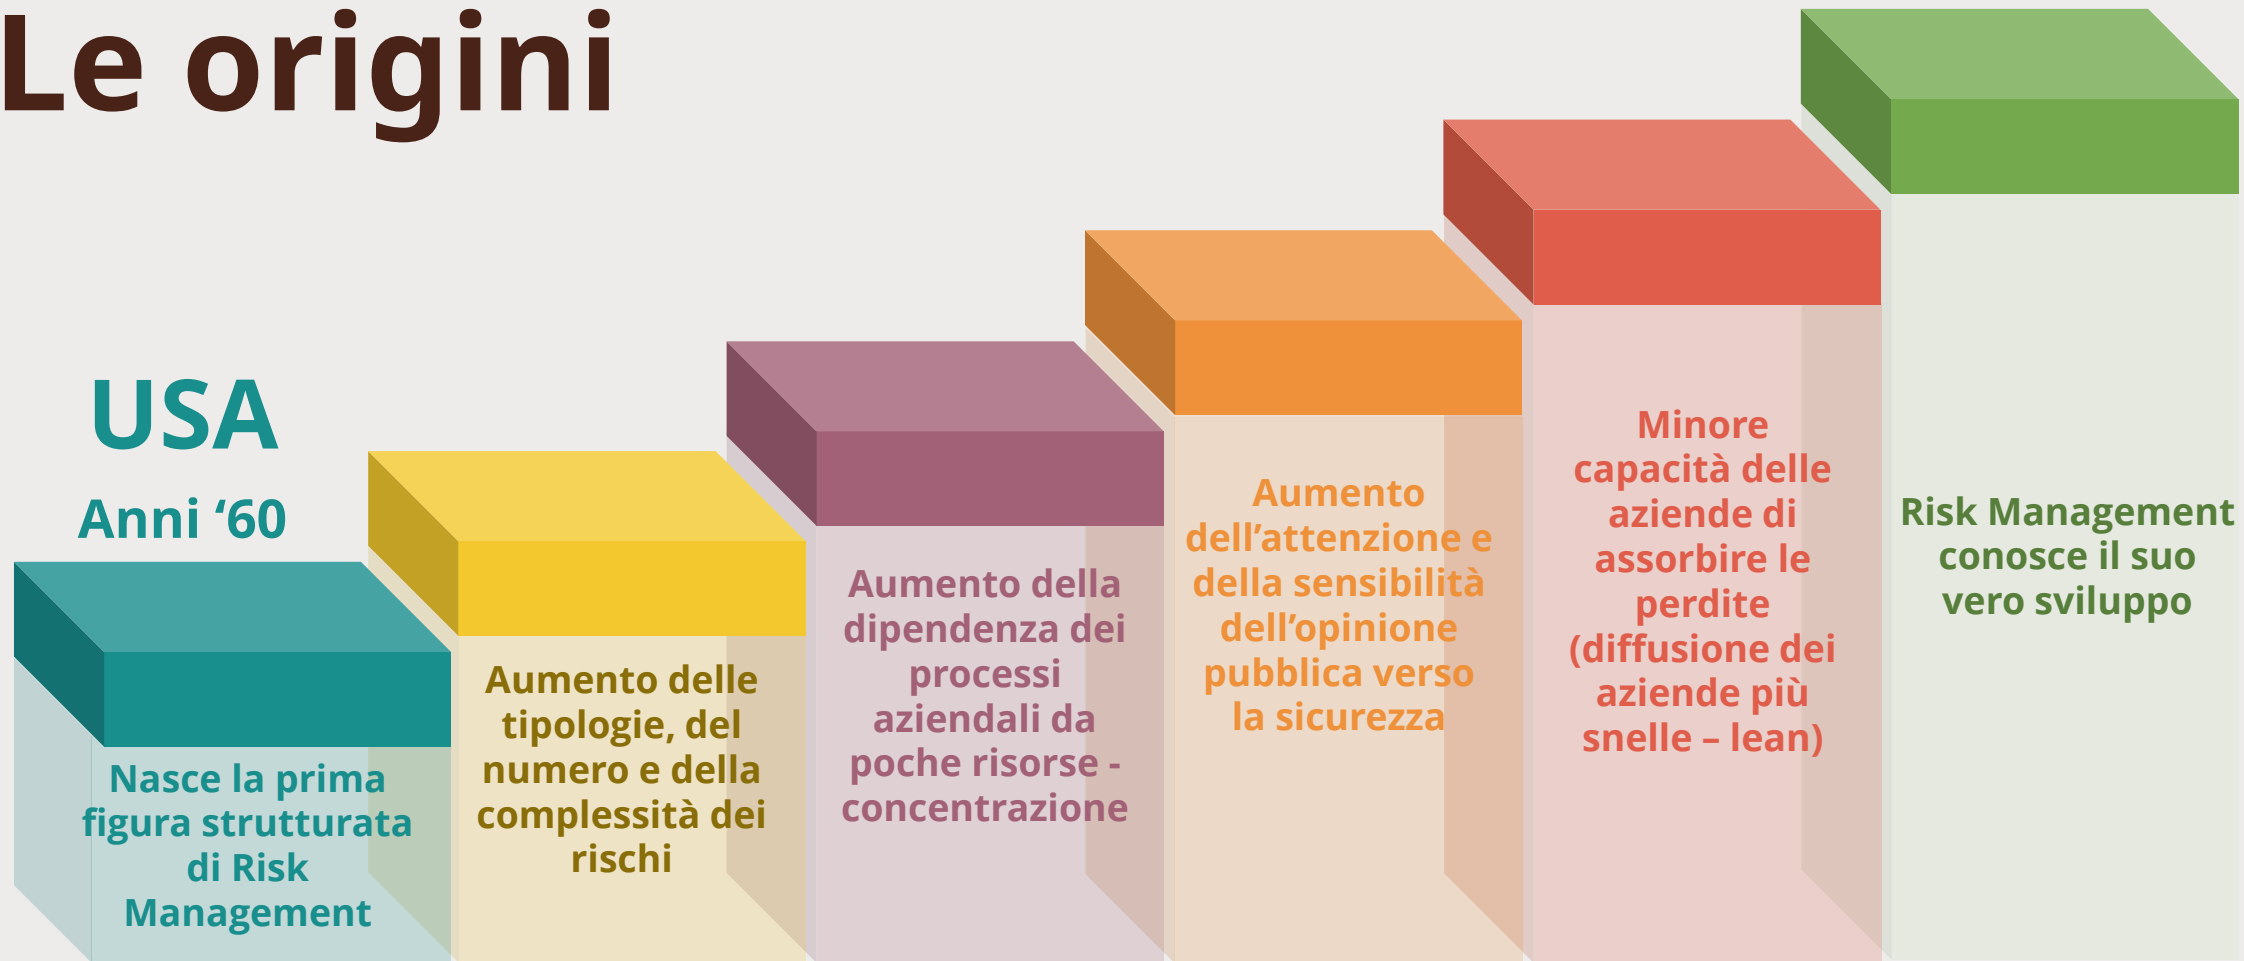 Le origini
USA
Anni ‘60
Nasce la prima
figura strutturata
di Risk
Management
Aumento delle
tipologie, del
numero e della
complessità dei
rischi
Aumento della
dipendenza dei
processi
aziendali da
poche risorse -
concentrazione
Aumento
dell’attenzione e
della sensibilità
dell’opinione
pubblica verso
la sicurezza
Minore
capacità delle
aziende di
assorbire le
perdite
(diffusione dei
aziende più
snelle – lean)
Risk Management
conosce il suo
vero sviluppo